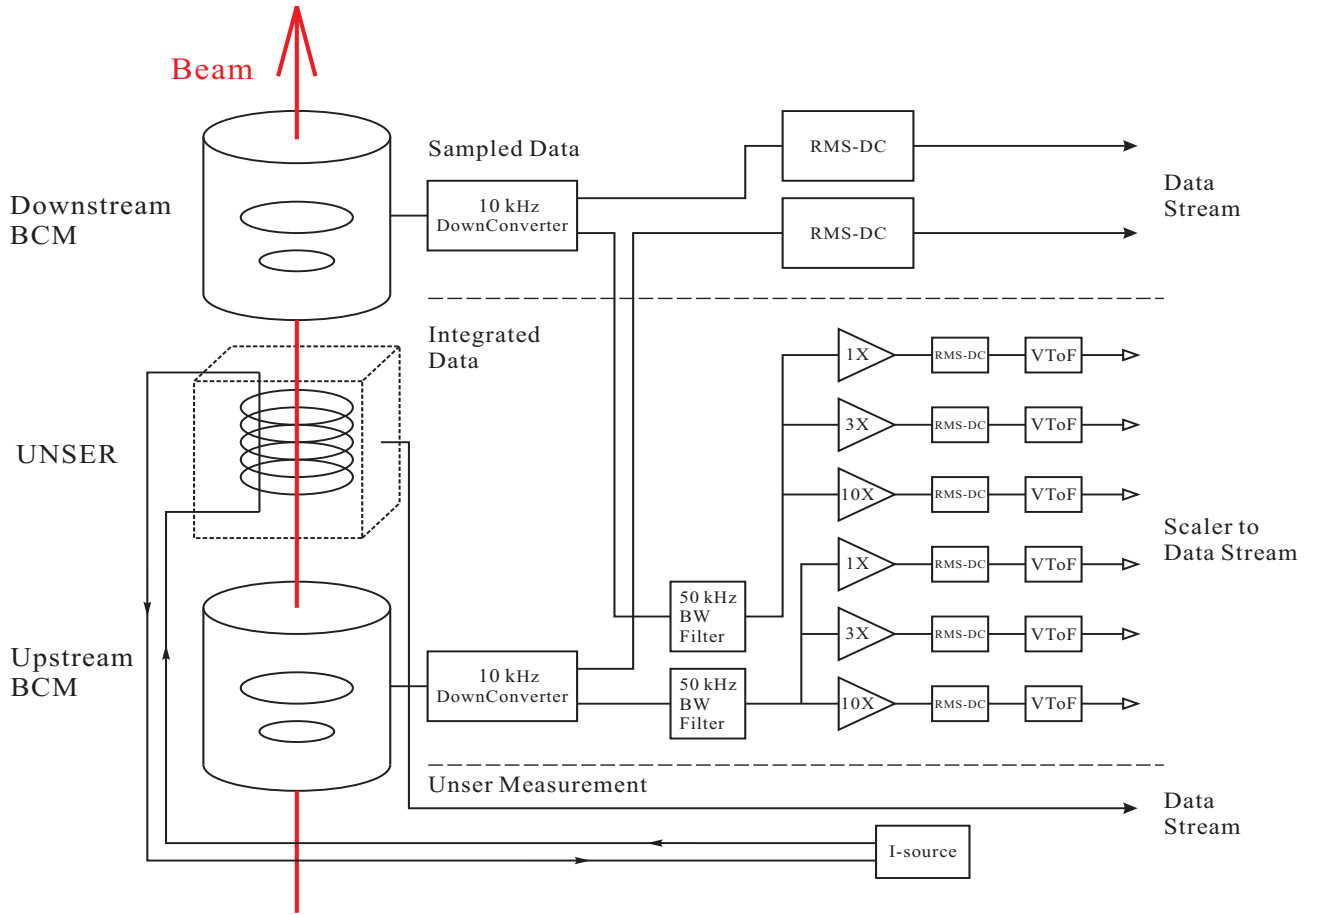 Beam
Downstream
BCM
Sampled Data
10 kHz
DownConverter
RMS-DC
RMS-DC
Data
Stream
Integrated
Data
UNSER
1X
RMS-DC
VToF
3X
RMS-DC
VToF
10X
RMS-DC
VToF
1X
RMS-DC
VToF
3X
RMS-DC
VToF
10X
RMS-DC
VToF
Scaler to
Data Stream
50 kHz
BW
Filter
Upstream
BCM
10 kHz
DownConverter
50 kHz
BW
Filter
Unser Measurement
Data
Stream
I-source